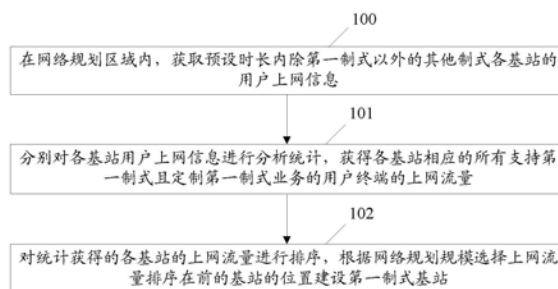 100
在网络规划区域内，获取预设时长内除第一制式以外的其他制式各基站的
用户上网信息
101
分别对各基站用户上网信息进行分析统计，获得各基站相应的所有支持第
一制式且定制第一制式业务的用户终端的上网流量
102
对统计获得的各基站的上网流量进行排序，根据网络规划规模选择上网流
量排序在前的基站的位置建设第一制式基站